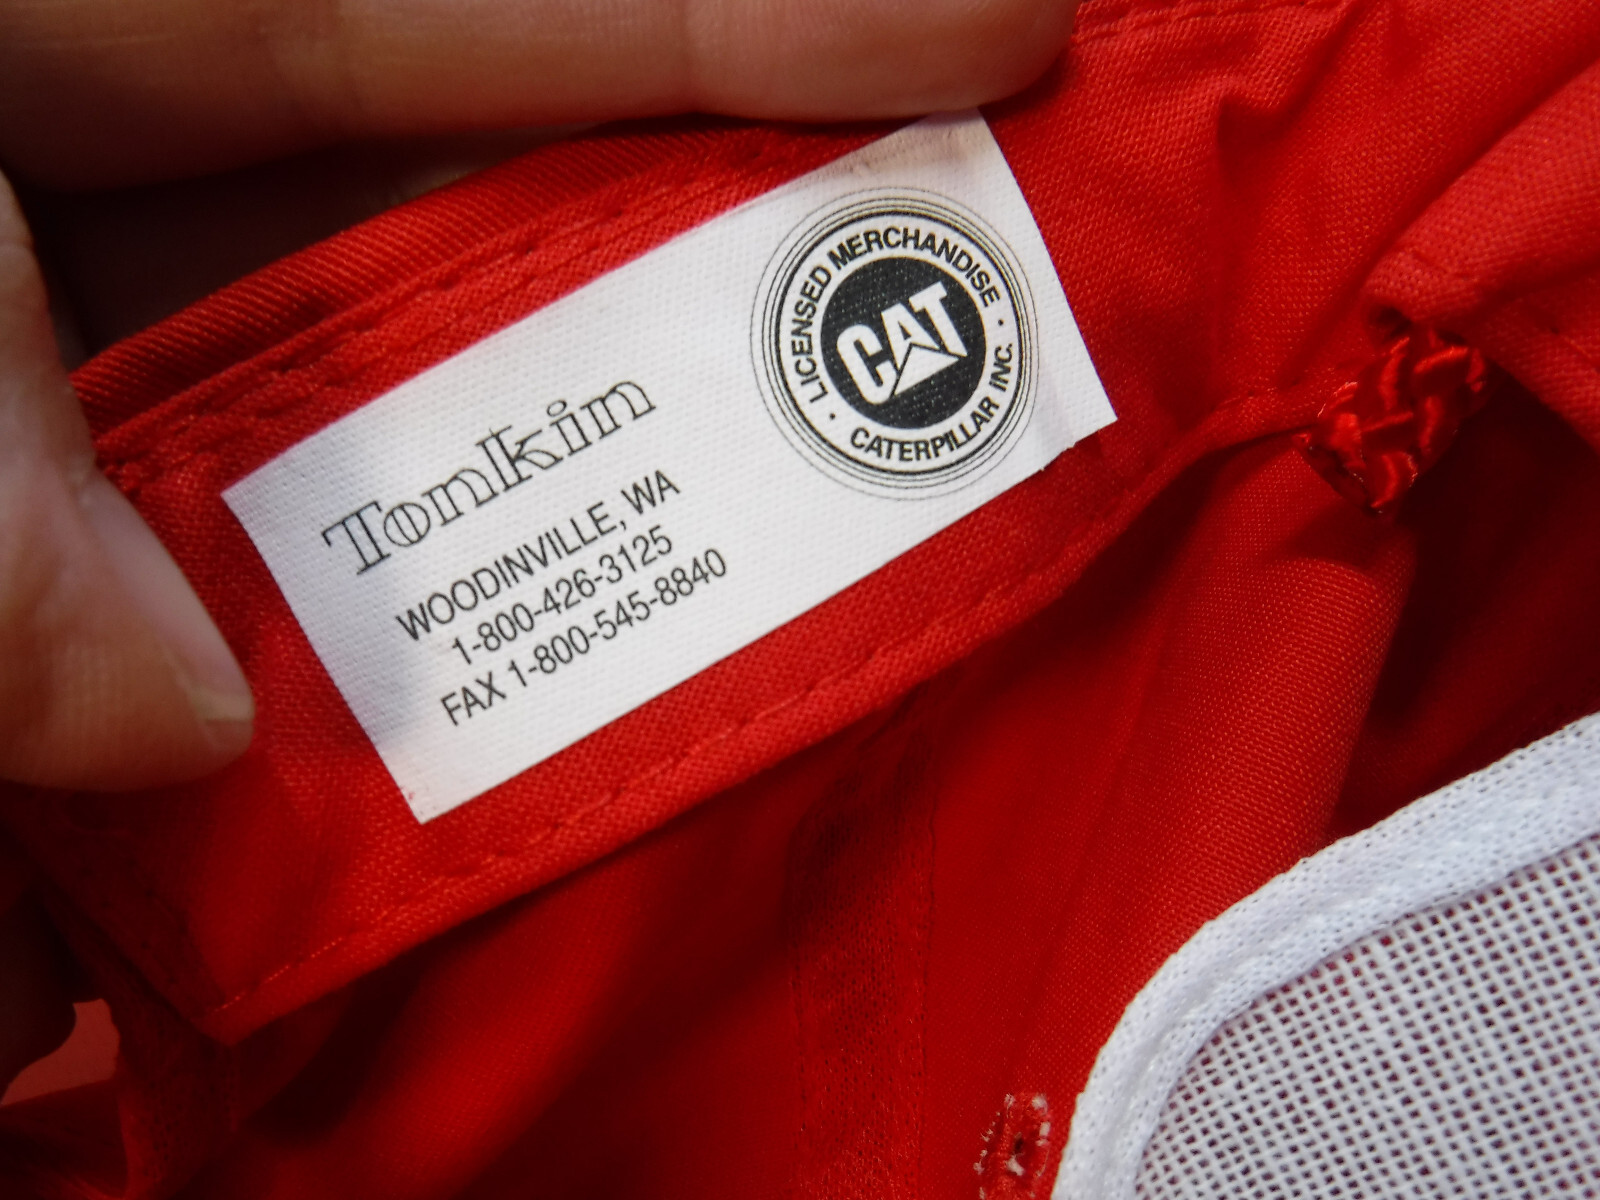 Tonkin
WOODINVILLE, WA
1-800-426-3125
FAX 1-800-545-8840
· LICENSED MERCHANDISE ·
CATERPILLAR INC.
CAT